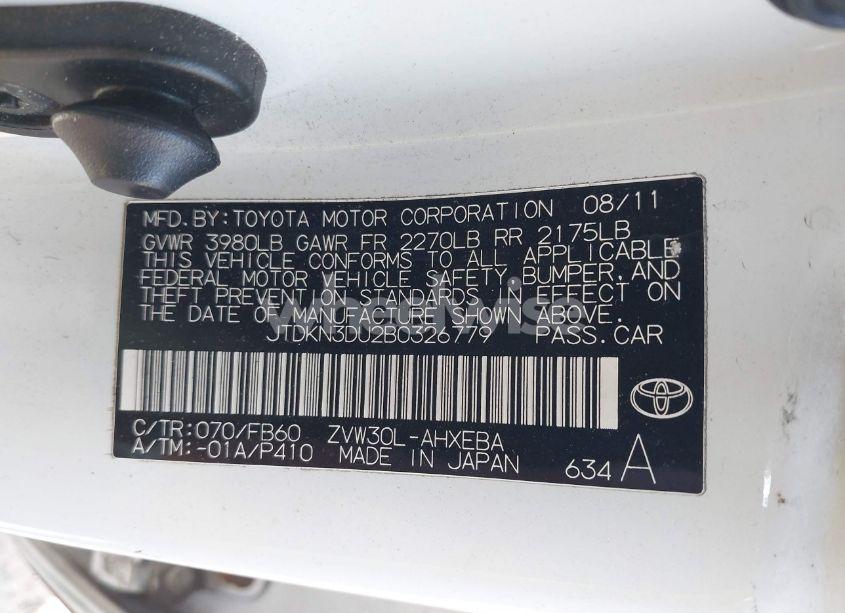 MFD.BY:TOYOTA MOTOR CORPORATION 08/11
GVWR 3980LB GAWR FR 2270LB RR 2175LB
THIS VEHICLE CONFORMS TO ALL APPLICABLE
FEDERAL MOTOR VEHICLE SAFETY, BUMPER, AND
THEFT PREVENTION STANDARDS IN EFFECT ON
THE DATE OF MANUFACTURE SHOWN ABOVE.
JTDKN3DU2B0326779 PASS.CAR
C/TR:070/FB60 ZVW30L-AHXEBA
A/TM:-01A/P410 MADE IN JAPAN
634 A